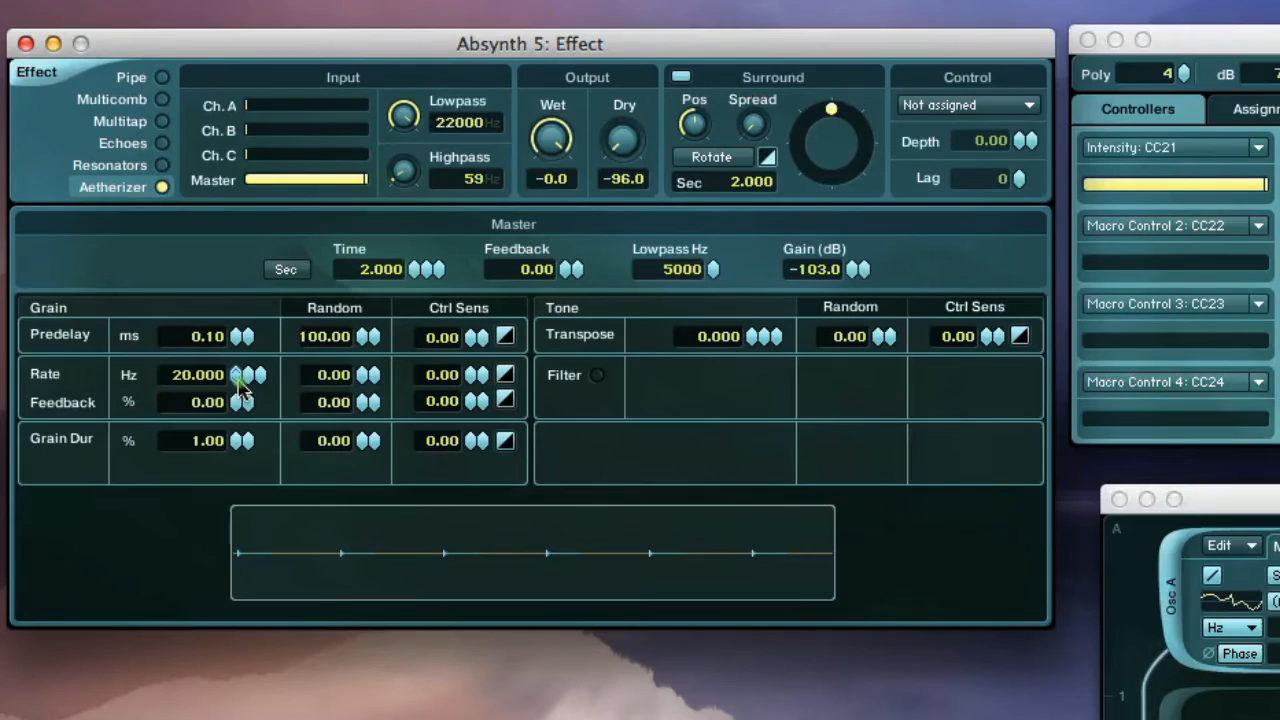 Absynth 5: Effect
Effect
Pipe
Multicomb
Multitap
Echoes
Resonators
Aetherizer
Input
Ch. A
Ch. B
Ch. C
Master
Lowpass
22000 Hz
Highpass
59 Hz
Output
Wet Dry
-0.0 -96.0
Surround
Pos Spread
Rotate
Sec 2.000
Control
Not assigned
Depth 0.00
Lag 0
Master
Time Feedback Lowpass Hz Gain (dB)
Sec 2.000 0.00 5000 -103.0
Grain Random Ctrl Sens
Predelay ms 0.10 100.00 0.00
Rate Hz 20.000 0.00 0.00
Feedback % 0.00 0.00 0.00
Grain Dur % 1.00 0.00 0.00
Tone Random Ctrl Sens
Transpose 0.000 0.00 0.00
Filter
Poly 4 dB
Controllers
Intensity: CC21
Macro Control 2: CC22
Macro Control 3: CC23
Macro Control 4: CC24
A
Edit
Osc A
Hz
Phase
1